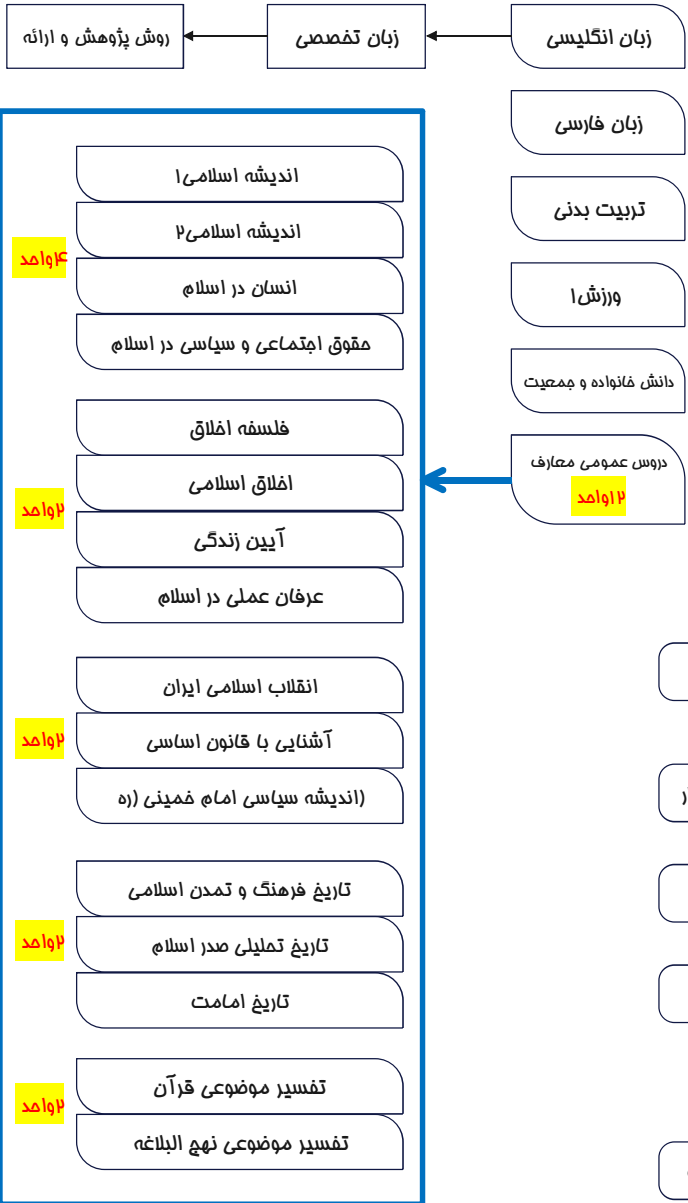 زبان انگلیسی
زبان تخصصی
روش پژوهش و ارائه
زبان فارسی
تربیت بدنی
ورزش۱
دانش خانواده و جمعیت
دروس عمومی معارف
۱۲واحد
اندیشه اسلامی۱
اندیشه اسلامی۲
انسان در اسلام
حقوق اجتماعی و سیاسی در اسلام
۴واحد
فلسفه اخلاق
اخلاق اسلامی
آیین زندگی
عرفان عملی در اسلام
۲واحد
انقلاب اسلامی ایران
آشنایی با قانون اساسی
(اندیشه سیاسی امام خمینی (ره
۲واحد
تاریخ فرهنگ و تمدن اسلامی
تاریخ تحلیلی صدر اسلام
تاریخ امامت
۲واحد
تفسیر موضوعی قرآن
تفسیر موضوعی نهج البلاغه
۲واحد